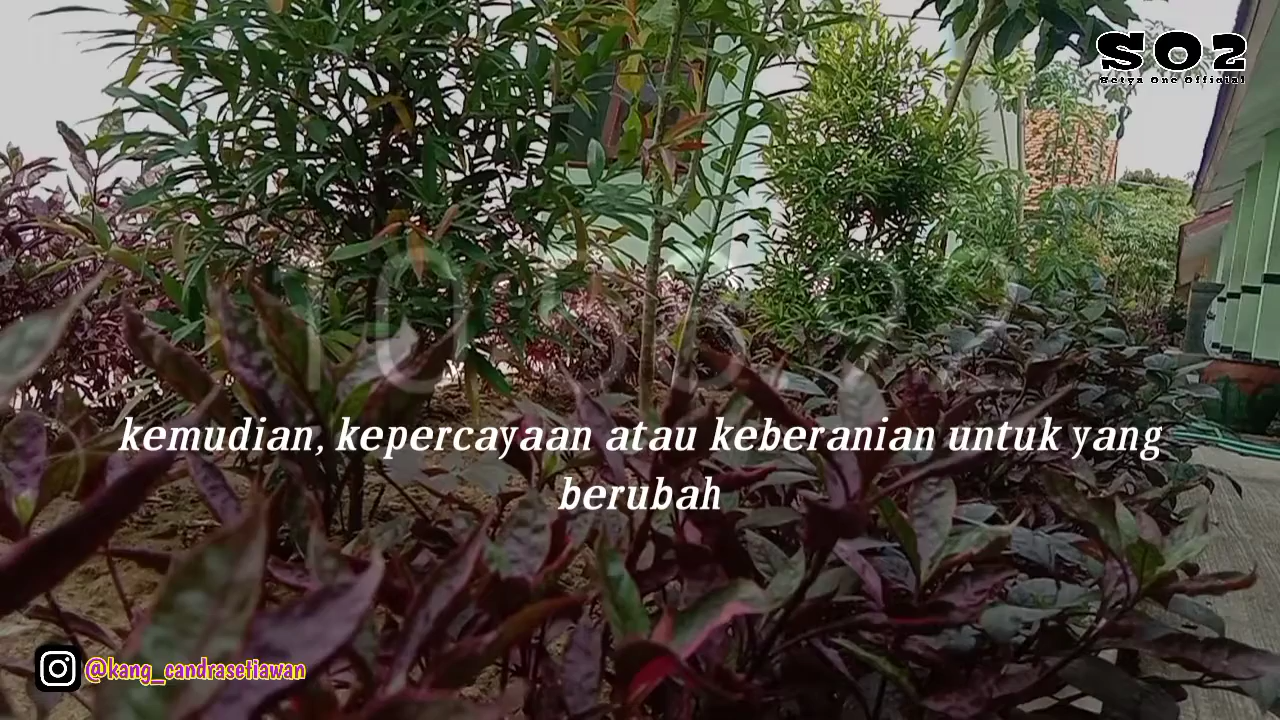 SO2
Setya One Official
kemudian, kepercayaan atau keberanian untuk yang
berubah
@kang_candrasetiawan